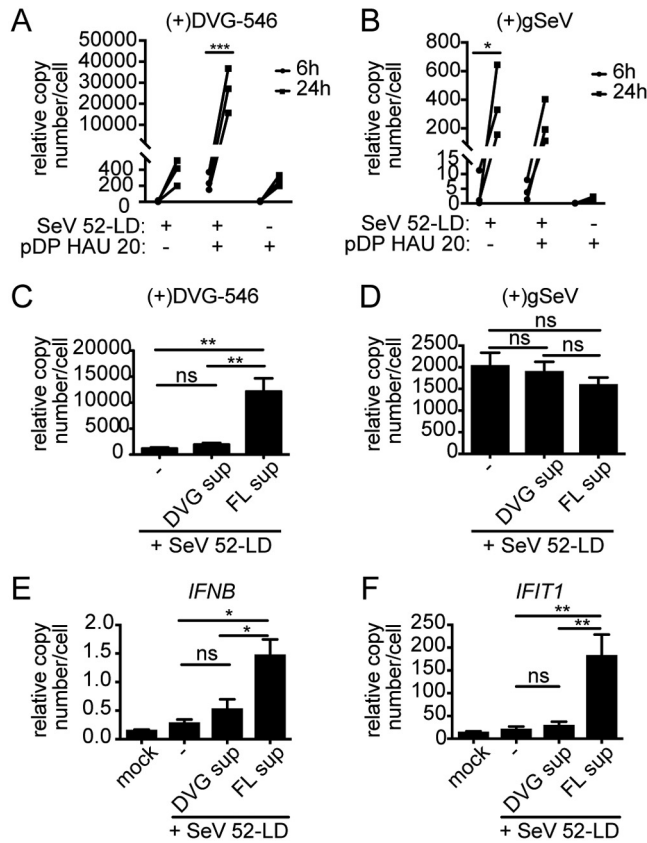 A
(+)DVG-546
relative copy
number/cell
50000
40000
30000
20000
10000
400
200
0
***
6h
24h
SeV 52-LD: + + -
pDP HAU 20: - + +
B
(+)gSeV
relative copy
number/cell
800
600
400
200
15
10
5
0
*
6h
24h
SeV 52-LD: + + -
pDP HAU 20: - + +
C
(+)DVG-546
relative copy
number/cell
20000
15000
10000
5000
0
**
ns
**
-
DVG sup
FL sup
+ SeV 52-LD
D
(+)gSeV
relative copy
number/cell
2500
2000
1500
1000
500
0
ns
ns
ns
-
DVG sup
FL sup
+ SeV 52-LD
E
IFNB
relative copy
number/cell
2.0
1.5
1.0
0.5
0.0
*
*
ns
mock
-
DVG sup
FL sup
+ SeV 52-LD
F
IFIT1
relative copy
number/cell
250
200
150
100
50
0
**
**
ns
mock
-
DVG sup
FL sup
+ SeV 52-LD